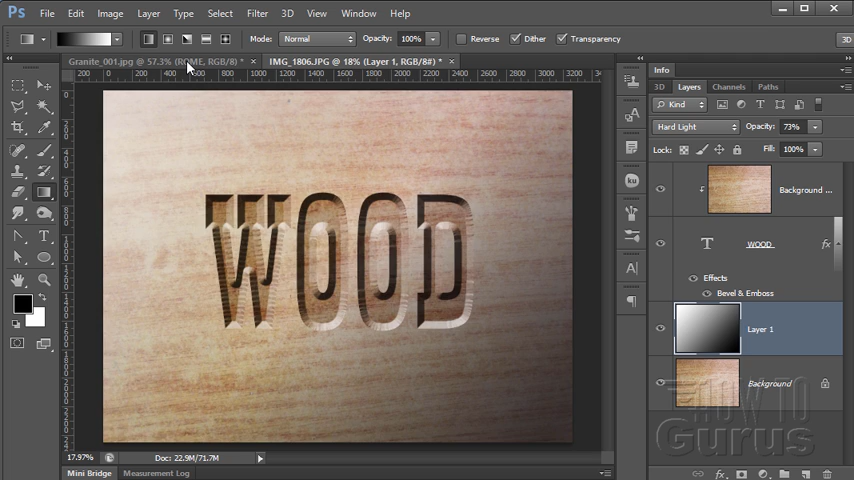 Ps File Edit Image Layer Type Select Filter 3D View Window Help
Mode: Normal Opacity: 100% Reverse Dither Transparency 3D
Granite_001.jpg @ 57.3% (ROME, RGB/8) * × IMG_1806.JPG @ 18% (Layer 1, RGB/8#) * ×
Info
3D Layers Channels Paths
Kind
Hard Light Opacity: 73%
Lock: Fill: 100%
Background ...
WOOD
T WOOD fx
Effects
Bevel & Emboss
Layer 1
Background
HOW TO
Gurus
17.97% Doc: 22.9M/71.7M
Mini Bridge Measurement Log